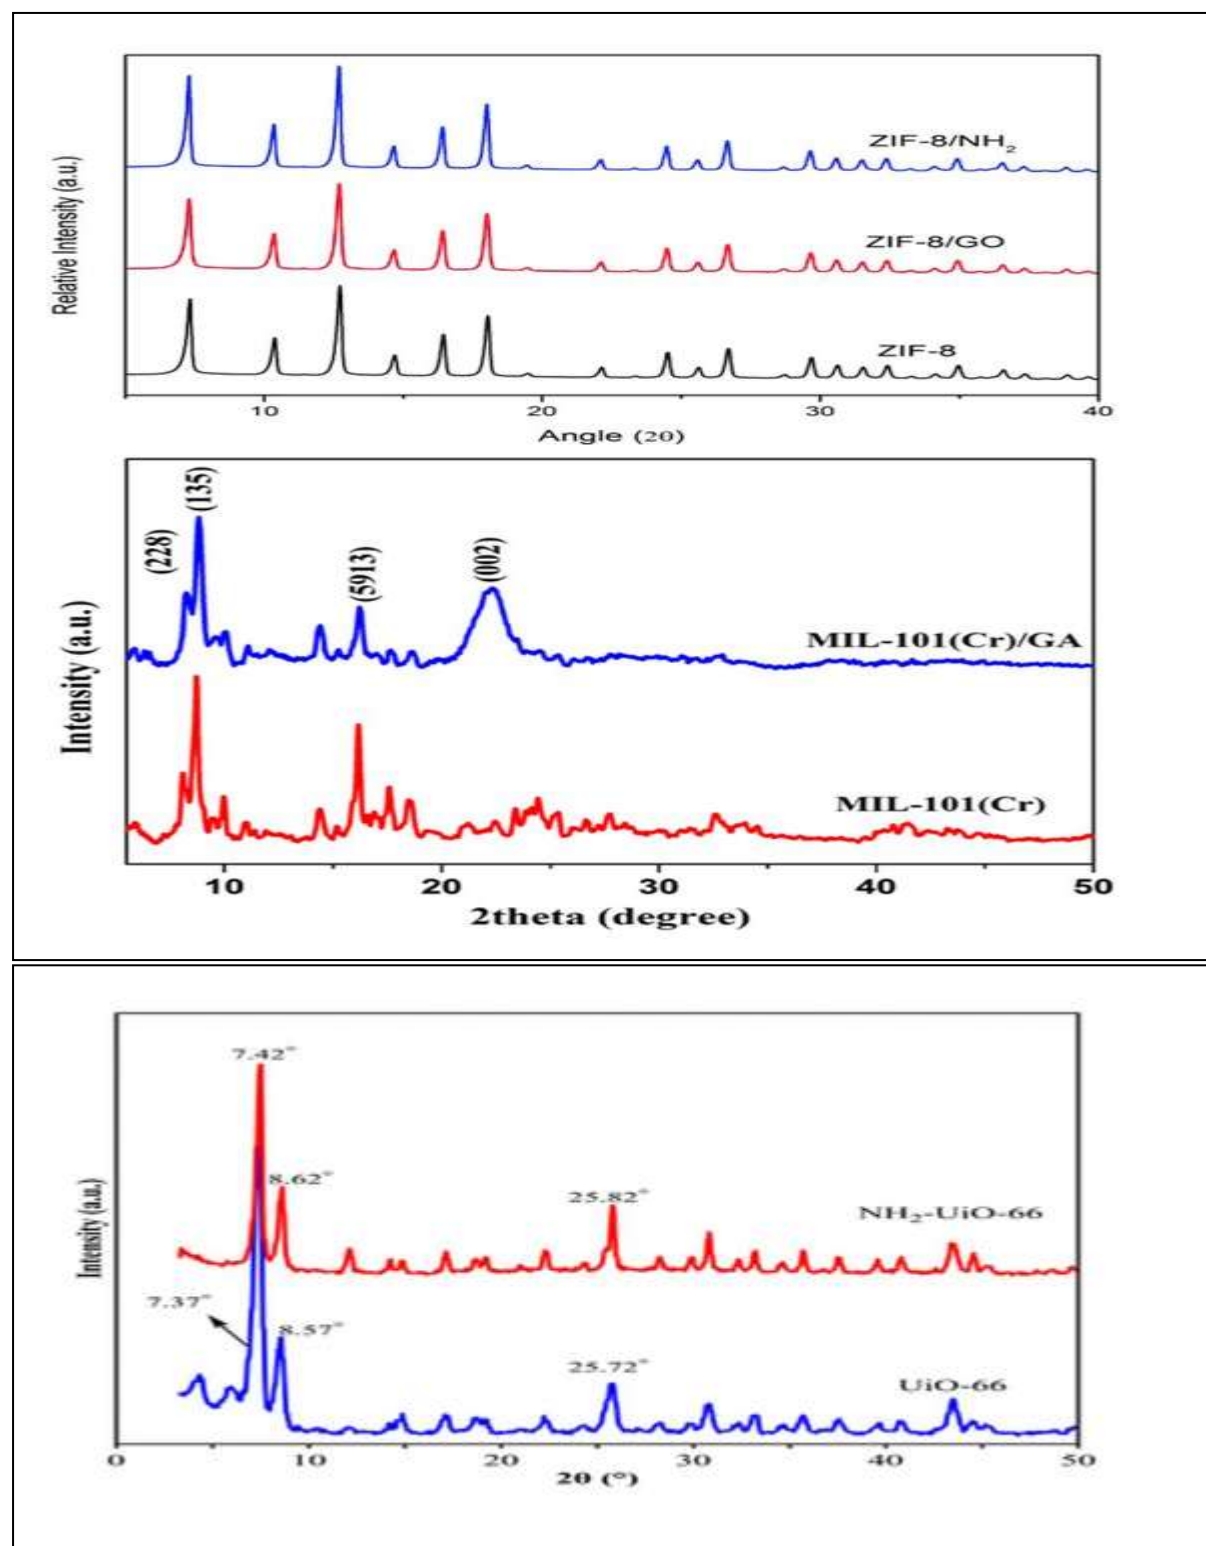 Relative Intensity (a.u.)
ZIF-8/NH₂
ZIF-8/GO
ZIF-8
10 20 30 40
Angle (2θ)
Intensity (a.u.)
(228)
(135)
(5913)
(002)
MIL-101(Cr)/GA
MIL-101(Cr)
10 20 30 40 50
2theta (degree)
Intensity (a.u.)
7.42°
8.62°
25.82°
NH₂-UiO-66
7.37°
8.57°
25.72°
UiO-66
0 10 20 30 40 50
2θ (°)